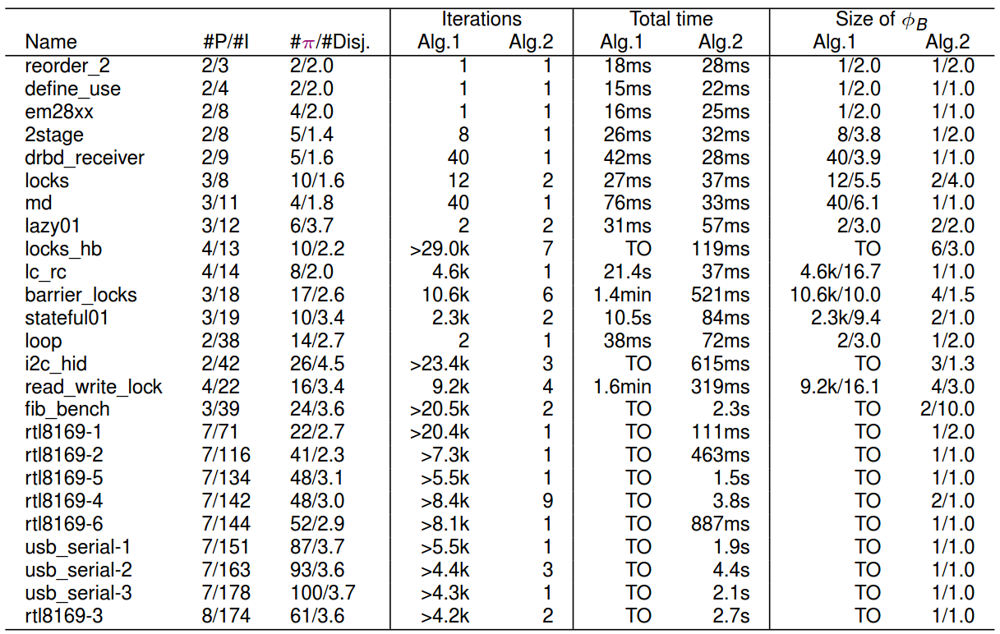 Iterations Total time Size of ϕB
Name #P/#I #π/#Disj. Alg.1 Alg.2 Alg.1 Alg.2 Alg.1 Alg.2
reorder_2 2/3 2/2.0 1 1 18ms 28ms 1/2.0 1/2.0
define_use 2/4 2/2.0 1 1 15ms 22ms 1/2.0 1/1.0
em28xx 2/8 4/2.0 1 1 16ms 25ms 1/2.0 1/1.0
2stage 2/8 5/1.4 8 1 26ms 32ms 8/3.8 1/2.0
drbd_receiver 2/9 5/1.6 40 1 42ms 28ms 40/3.9 1/1.0
locks 3/8 10/1.6 12 2 27ms 37ms 12/5.5 2/4.0
md 3/11 4/1.8 40 1 76ms 33ms 40/6.1 1/1.0
lazy01 3/12 6/3.7 2 2 31ms 57ms 2/3.0 2/2.0
locks_hb 4/13 10/2.2 >29.0k 7 TO 119ms TO 6/3.0
lc_rc 4/14 8/2.0 4.6k 1 21.4s 37ms 4.6k/16.7 1/1.0
barrier_locks 3/18 17/2.6 10.6k 6 1.4min 521ms 10.6k/10.0 4/1.5
stateful01 3/19 10/3.4 2.3k 2 10.5s 84ms 2.3k/9.4 2/1.0
loop 2/38 14/2.7 2 1 38ms 72ms 2/3.0 1/2.0
i2c_hid 2/42 26/4.5 >23.4k 3 TO 615ms TO 3/1.3
read_write_lock 4/22 16/3.4 9.2k 4 1.6min 319ms 9.2k/16.1 4/3.0
fib_bench 3/39 24/3.6 >20.5k 2 TO 2.3s TO 2/10.0
rtl8169-1 7/71 22/2.7 >20.4k 1 TO 111ms TO 1/2.0
rtl8169-2 7/116 41/2.3 >7.3k 1 TO 463ms TO 1/1.0
rtl8169-5 7/134 48/3.1 >5.5k 1 TO 1.5s TO 1/1.0
rtl8169-4 7/142 48/3.0 >8.4k 9 TO 3.8s TO 2/1.0
rtl8169-6 7/144 52/2.9 >8.1k 1 TO 887ms TO 1/1.0
usb_serial-1 7/151 87/3.7 >5.5k 1 TO 1.9s TO 1/1.0
usb_serial-2 7/163 93/3.6 >4.4k 3 TO 4.4s TO 1/1.0
usb_serial-3 7/178 100/3.7 >4.3k 1 TO 2.1s TO 1/1.0
rtl8169-3 8/174 61/3.6 >4.2k 2 TO 2.7s TO 1/1.0